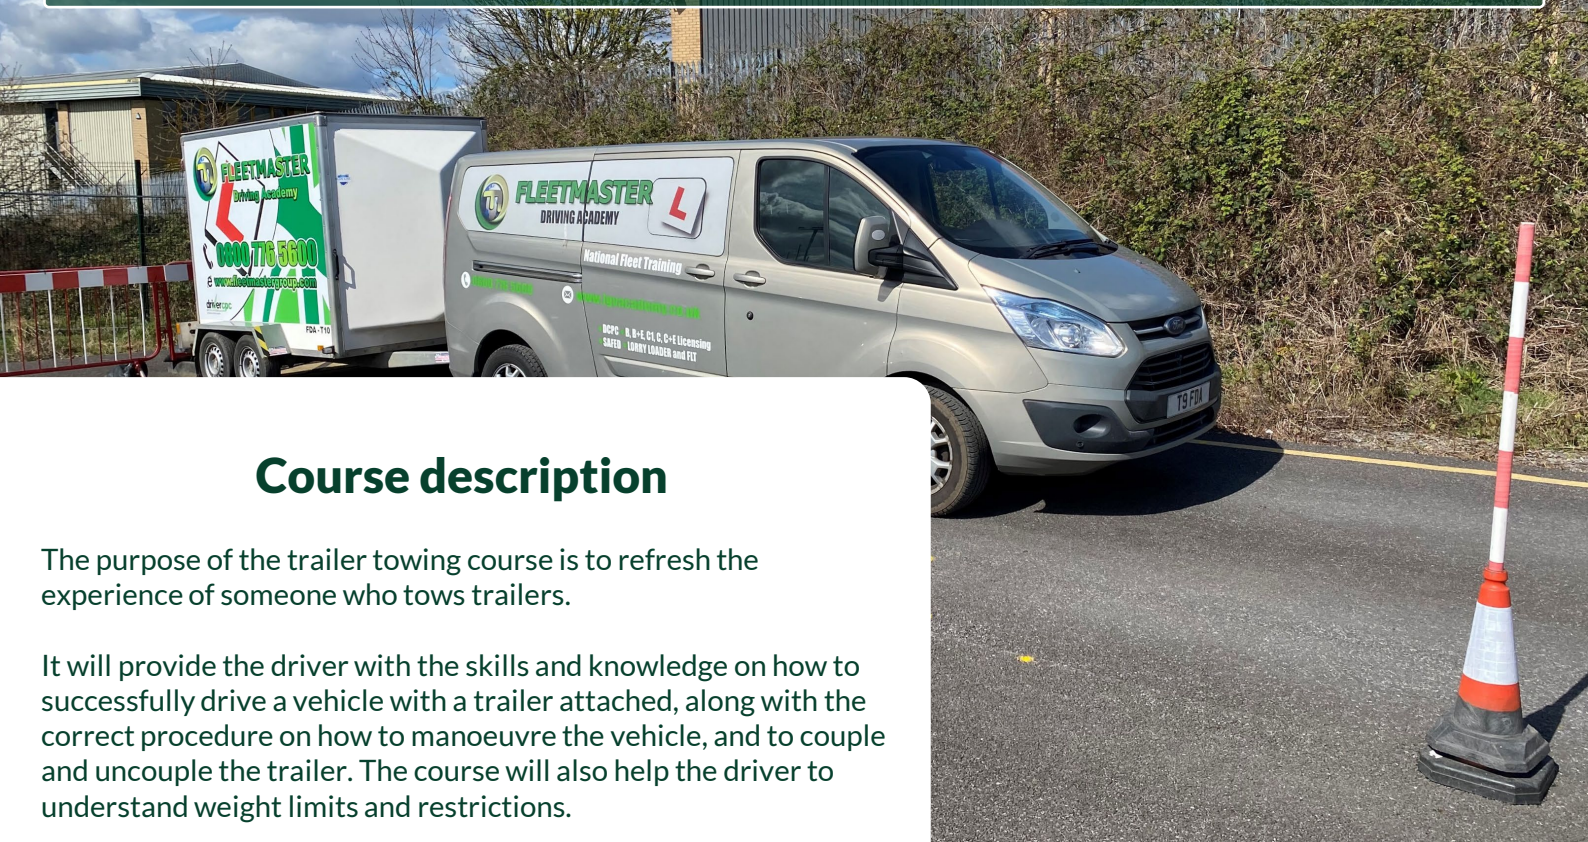 FLEETMASTER
Driving Academy
0800 776 5600
www.fleetmastergroup.com
drivercpc
FDA - T10
FLEETMASTER
DRIVING ACADEMY
L
National Fleet Training
DCPC B, B+E, C1, C, C+E Licensing
SAFED LORRY LOADER and FLT
T9 FDA
Course description
The purpose of the trailer towing course is to refresh the
experience of someone who tows trailers.
It will provide the driver with the skills and knowledge on how to
successfully drive a vehicle with a trailer attached, along with the
correct procedure on how to manoeuvre the vehicle, and to couple
and uncouple the trailer. The course will also help the driver to
understand weight limits and restrictions.